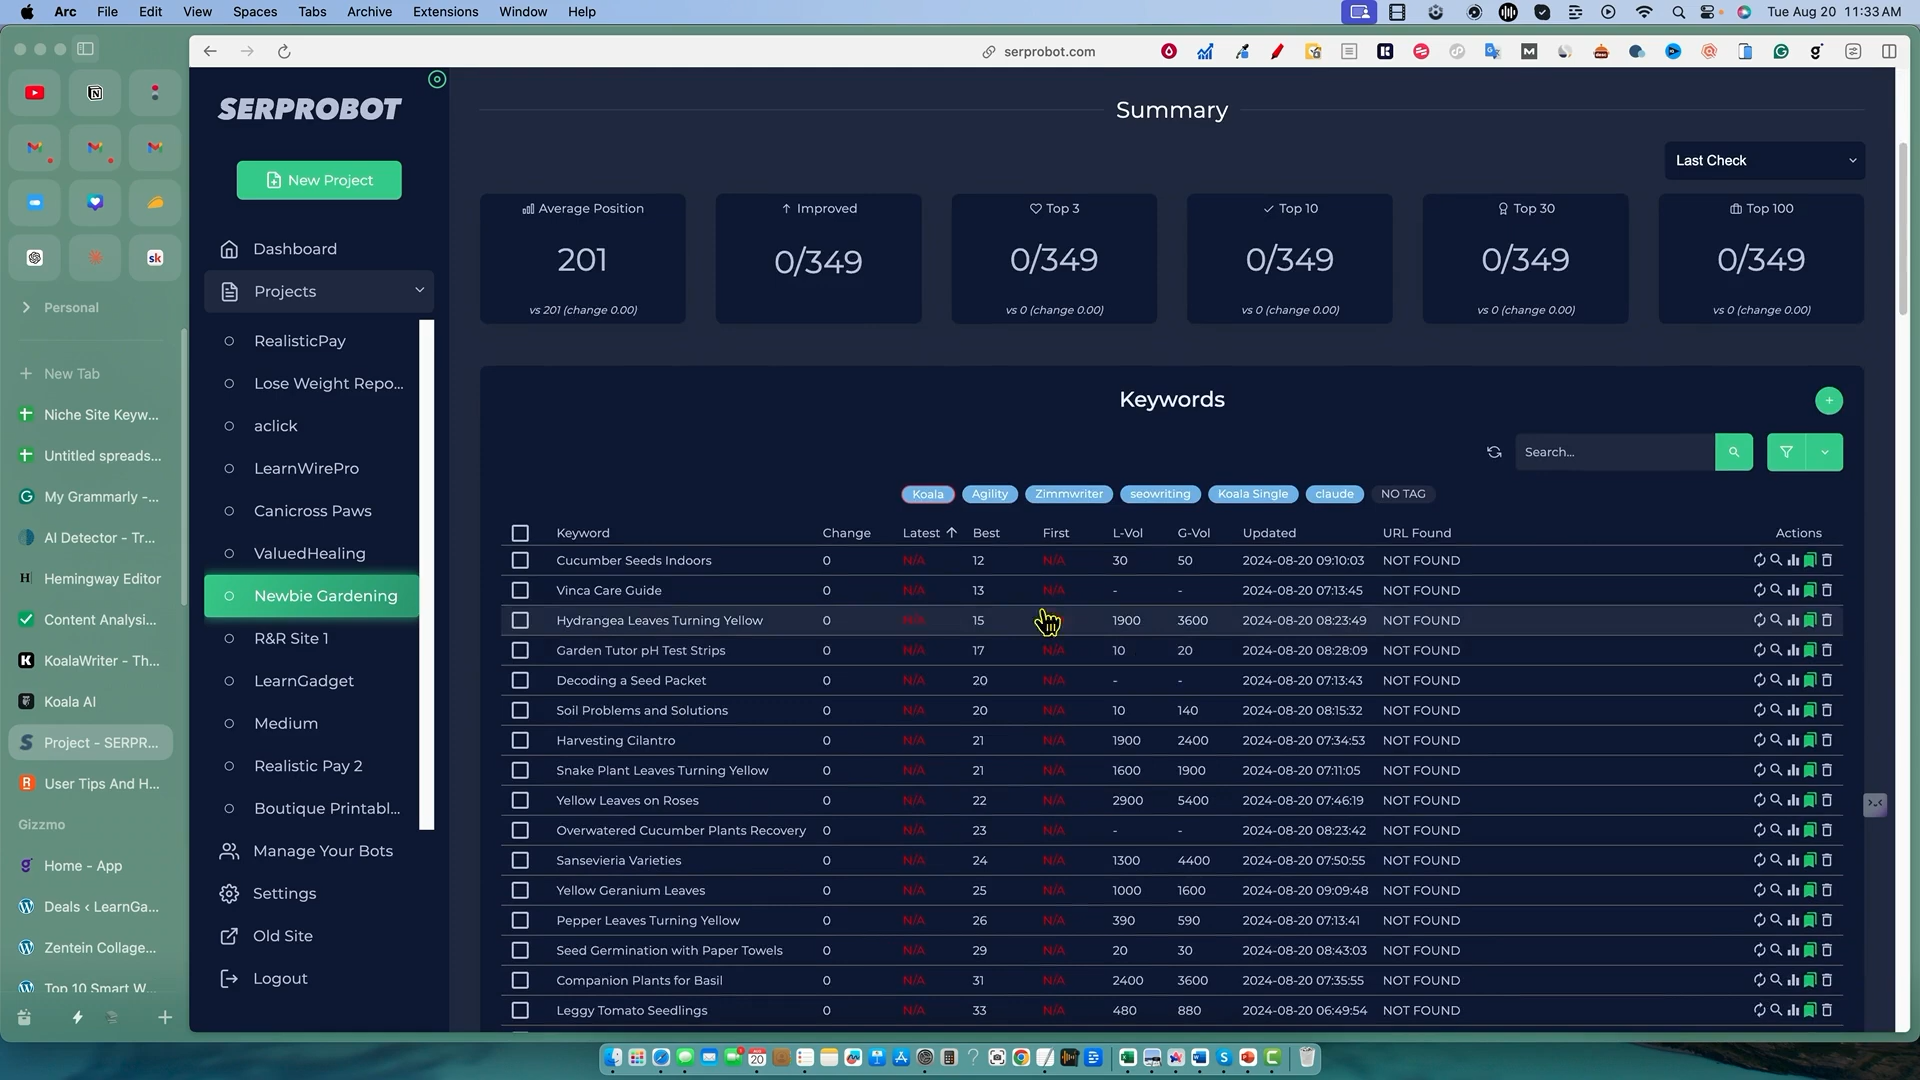 Arc File Edit View Spaces Tabs Archive Extensions Window Help
Tue Aug 20 11:33 AM
serprobot.com
Personal
New Tab
Niche Site Keyw...
Untitled spreads...
My Grammarly -...
AI Detector - Tr...
Hemingway Editor
Content Analysi...
KoalaWriter - Th...
Koala AI
Project - SERPR...
User Tips And H...
Gizzmo
Home - App
Deals ‹ LearnGa...
Zentein Collage...
Top 10 Smart W...
SERPROBOT
New Project
Dashboard
Projects
RealisticPay
Lose Weight Repo...
aclick
LearnWirePro
Canicross Paws
ValuedHealing
Newbie Gardening
R&R Site 1
LearnGadget
Medium
Realistic Pay 2
Boutique Printabl...
Manage Your Bots
Settings
Old Site
Logout
Summary
Last Check
Average Position
201
vs 201 (change 0.00)
Improved
0/349
Top 3
0/349
vs 0 (change 0.00)
Top 10
0/349
vs 0 (change 0.00)
Top 30
0/349
vs 0 (change 0.00)
Top 100
0/349
vs 0 (change 0.00)
Keywords
Search...
Koala Agility Zimmwriter seowriting Koala Single claude NO TAG
Keyword Change Latest Best First L-Vol G-Vol Updated URL Found Actions
Cucumber Seeds Indoors 0 N/A 12 N/A 30 50 2024-08-20 09:10:03 NOT FOUND
Vinca Care Guide 0 N/A 13 N/A - - 2024-08-20 07:13:45 NOT FOUND
Hydrangea Leaves Turning Yellow 0 N/A 15 1900 3600 2024-08-20 08:23:49 NOT FOUND
Garden Tutor pH Test Strips 0 N/A 17 N/A 10 20 2024-08-20 08:28:09 NOT FOUND
Decoding a Seed Packet 0 N/A 20 N/A - - 2024-08-20 07:13:43 NOT FOUND
Soil Problems and Solutions 0 N/A 20 N/A 10 140 2024-08-20 08:15:32 NOT FOUND
Harvesting Cilantro 0 N/A 21 N/A 1900 2400 2024-08-20 07:34:53 NOT FOUND
Snake Plant Leaves Turning Yellow 0 N/A 21 N/A 1600 1900 2024-08-20 07:11:05 NOT FOUND
Yellow Leaves on Roses 0 N/A 22 N/A 2900 5400 2024-08-20 07:46:19 NOT FOUND
Overwatered Cucumber Plants Recovery 0 N/A 23 N/A - - 2024-08-20 08:23:42 NOT FOUND
Sansevieria Varieties 0 N/A 24 N/A 1300 4400 2024-08-20 07:50:55 NOT FOUND
Yellow Geranium Leaves 0 N/A 25 N/A 1000 1600 2024-08-20 09:09:48 NOT FOUND
Pepper Leaves Turning Yellow 0 N/A 26 N/A 390 590 2024-08-20 07:13:41 NOT FOUND
Seed Germination with Paper Towels 0 N/A 29 N/A 20 30 2024-08-20 08:43:03 NOT FOUND
Companion Plants for Basil 0 N/A 31 N/A 2400 3600 2024-08-20 07:35:55 NOT FOUND
Leggy Tomato Seedlings 0 N/A 33 N/A 480 880 2024-08-20 06:49:54 NOT FOUND